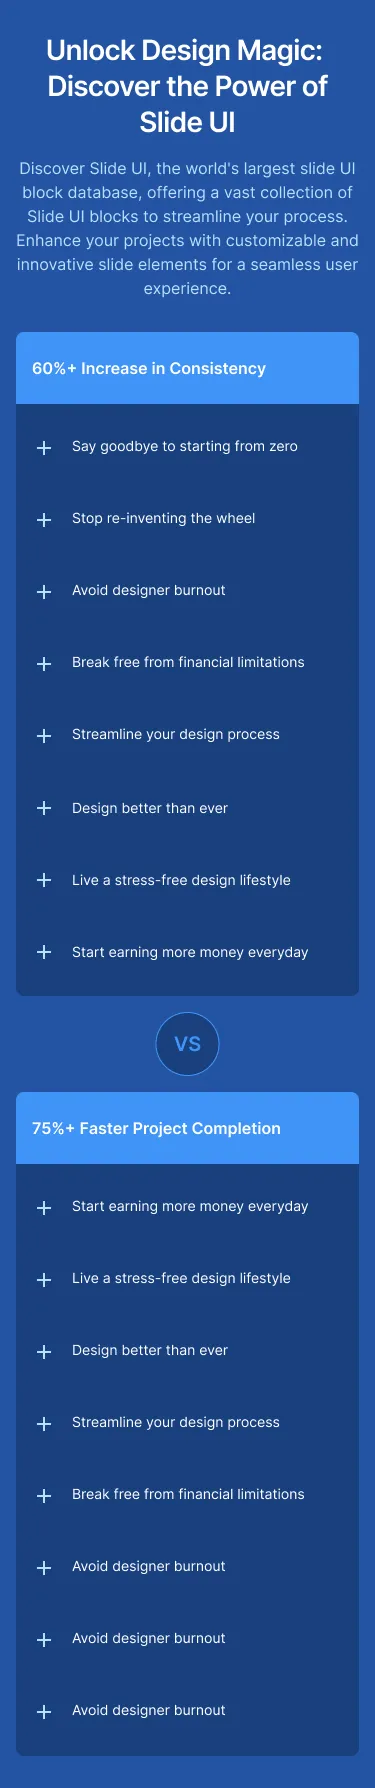 Unlock Design Magic:
Discover the Power of
Slide UI
Discover Slide UI, the world's largest slide UI
block database, offering a vast collection of
Slide UI blocks to streamline your process.
Enhance your projects with customizable and
innovative slide elements for a seamless user
experience.
60%+ Increase in Consistency
Say goodbye to starting from zero
Stop re-inventing the wheel
Avoid designer burnout
Break free from financial limitations
Streamline your design process
Design better than ever
Live a stress-free design lifestyle
Start earning more money everyday
VS
75%+ Faster Project Completion
Start earning more money everyday
Live a stress-free design lifestyle
Design better than ever
Streamline your design process
Break free from financial limitations
Avoid designer burnout
Avoid designer burnout
Avoid designer burnout